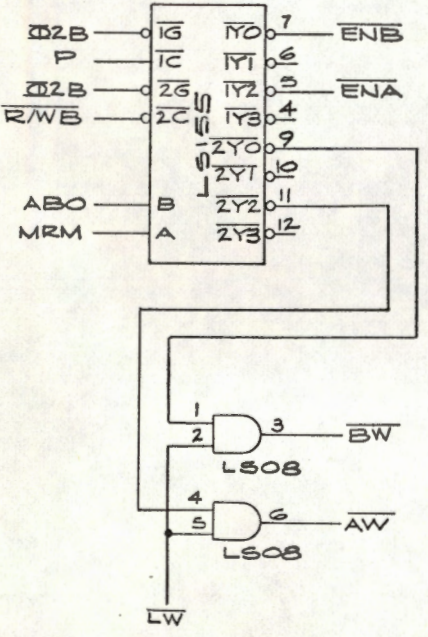 Φ2B 1G 1Y0 7 ENB
P 1C 1Y1 6
Φ2B 2G 1Y2 5 ENA
R/WB 2C 1Y3 4
2Y0 9
2Y1 10
AB0 B 2Y2 11
MRM A 2Y3 12
LS155
1
2
3 BW
LS08
4
5
6 AW
LS08
LW